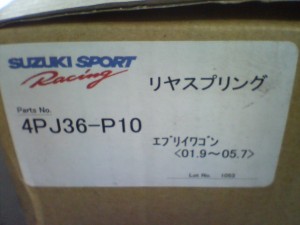 SUZUKI SPORT
Racing
リヤスプリング
Parts No.
4PJ36-P10
ｴﾌﾞﾘｲﾜｺﾞﾝ
<01.9〜05.7>
Lot No. 1052